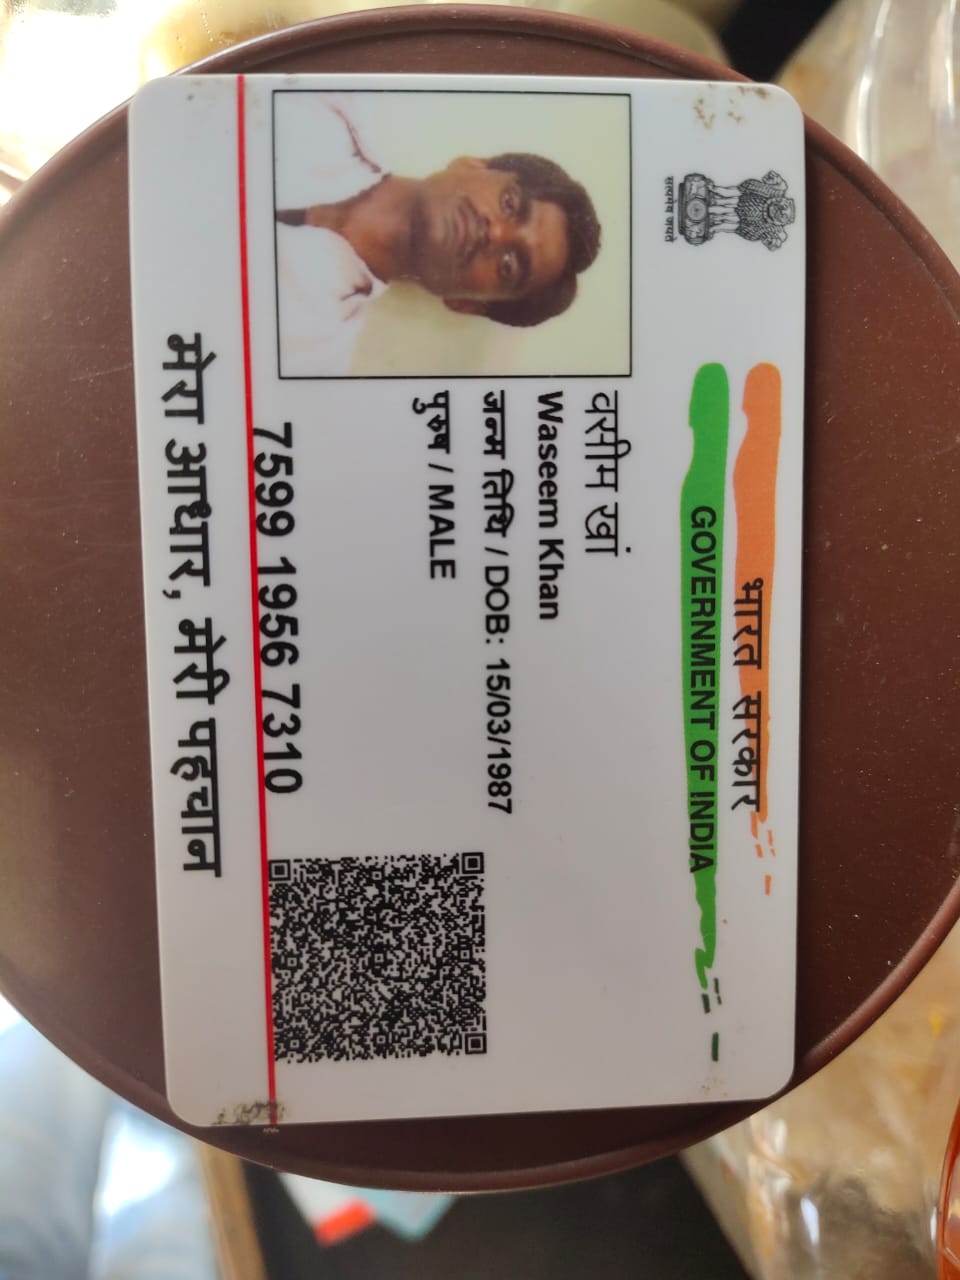 भारत सरकार
GOVERNMENT OF INDIA
सत्यमेव जयते
वसीम खां
Waseem Khan
जन्म तिथि / DOB: 15/03/1987
पुरुष / MALE
7599 1956 7310
मेरा आधार, मेरी पहचान